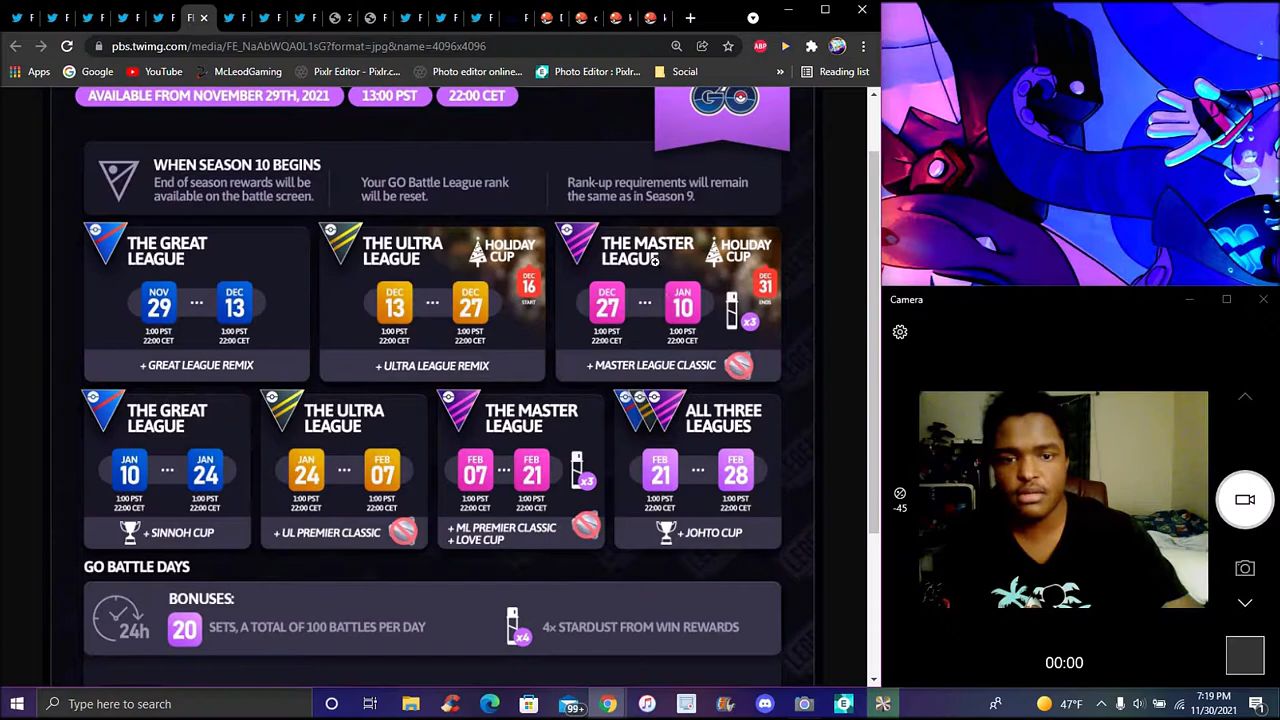 pbs.twimg.com/media/FE_NaAbWQA0L1sG?format=jpg&name=4096x4096
ABP
Apps
Google
YouTube
McLeodGaming
Pixlr Editor - Pixlr.c...
Photo editor online...
Photo Editor : Pixlr...
Social
»
Reading list
AVAILABLE FROM NOVEMBER 29TH, 2021
13:00 PST
22:00 CET
GO
WHEN SEASON 10 BEGINS
End of season rewards will be
available on the battle screen.
Your GO Battle League rank
will be reset.
Rank-up requirements will remain
the same as in Season 9.
THE GREAT
LEAGUE
NOV
29
...
DEC
13
1:00 PST
22:00 CET
1:00 PST
22:00 CET
+ GREAT LEAGUE REMIX
THE ULTRA
LEAGUE
HOLIDAY
CUP
DEC
16
START
DEC
13
...
DEC
27
1:00 PST
22:00 CET
1:00 PST
22:00 CET
+ ULTRA LEAGUE REMIX
THE MASTER
LEAGUE
HOLIDAY
CUP
DEC
31
ENDS
DEC
27
...
JAN
10
x3
1:00 PST
22:00 CET
1:00 PST
22:00 CET
+ MASTER LEAGUE CLASSIC
THE GREAT
LEAGUE
JAN
10
...
JAN
24
1:00 PST
22:00 CET
1:00 PST
22:00 CET
+ SINNOH CUP
THE ULTRA
LEAGUE
JAN
24
...
FEB
07
1:00 PST
22:00 CET
1:00 PST
22:00 CET
+ UL PREMIER CLASSIC
THE MASTER
LEAGUE
FEB
07
...
FEB
21
x3
1:00 PST
22:00 CET
1:00 PST
22:00 CET
+ ML PREMIER CLASSIC
+ LOVE CUP
ALL THREE
LEAGUES
FEB
21
...
FEB
28
1:00 PST
22:00 CET
1:00 PST
22:00 CET
+ JOHTO CUP
GO BATTLE DAYS
BONUSES:
24h
20
SETS, A TOTAL OF 100 BATTLES PER DAY
x4
4× STARDUST FROM WIN REWARDS
Camera
-45
00:00
Type here to search
99+
47°F
7:19 PM
11/30/2021